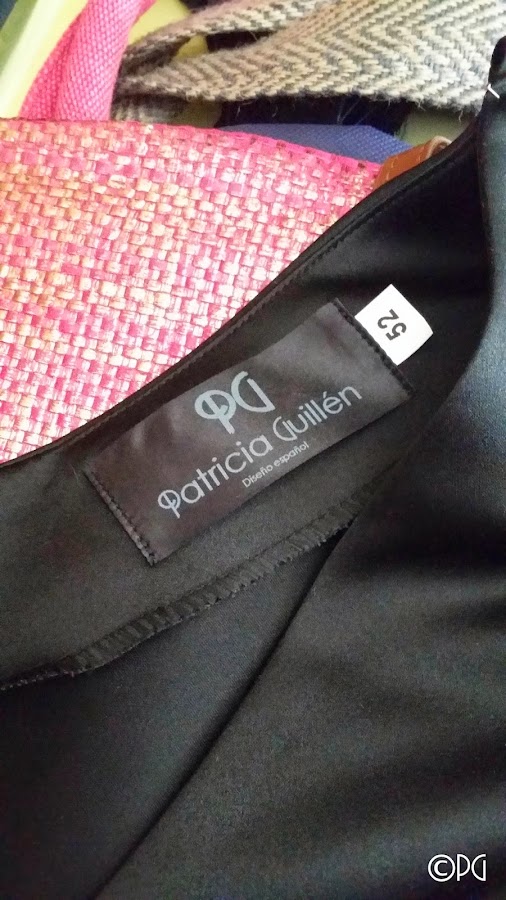 PG
Patricia Guillén
Diseño español
52
©PG